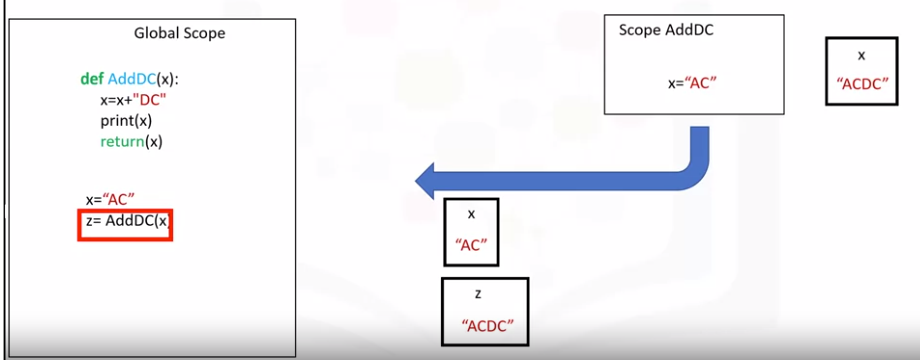 Global Scope
def AddDC(x):
x=x+"DC"
print(x)
return(x)
x=“AC”
z= AddDC(x
Scope AddDC
x=“AC”
x
“ACDC”
x
“AC”
z
“ACDC”